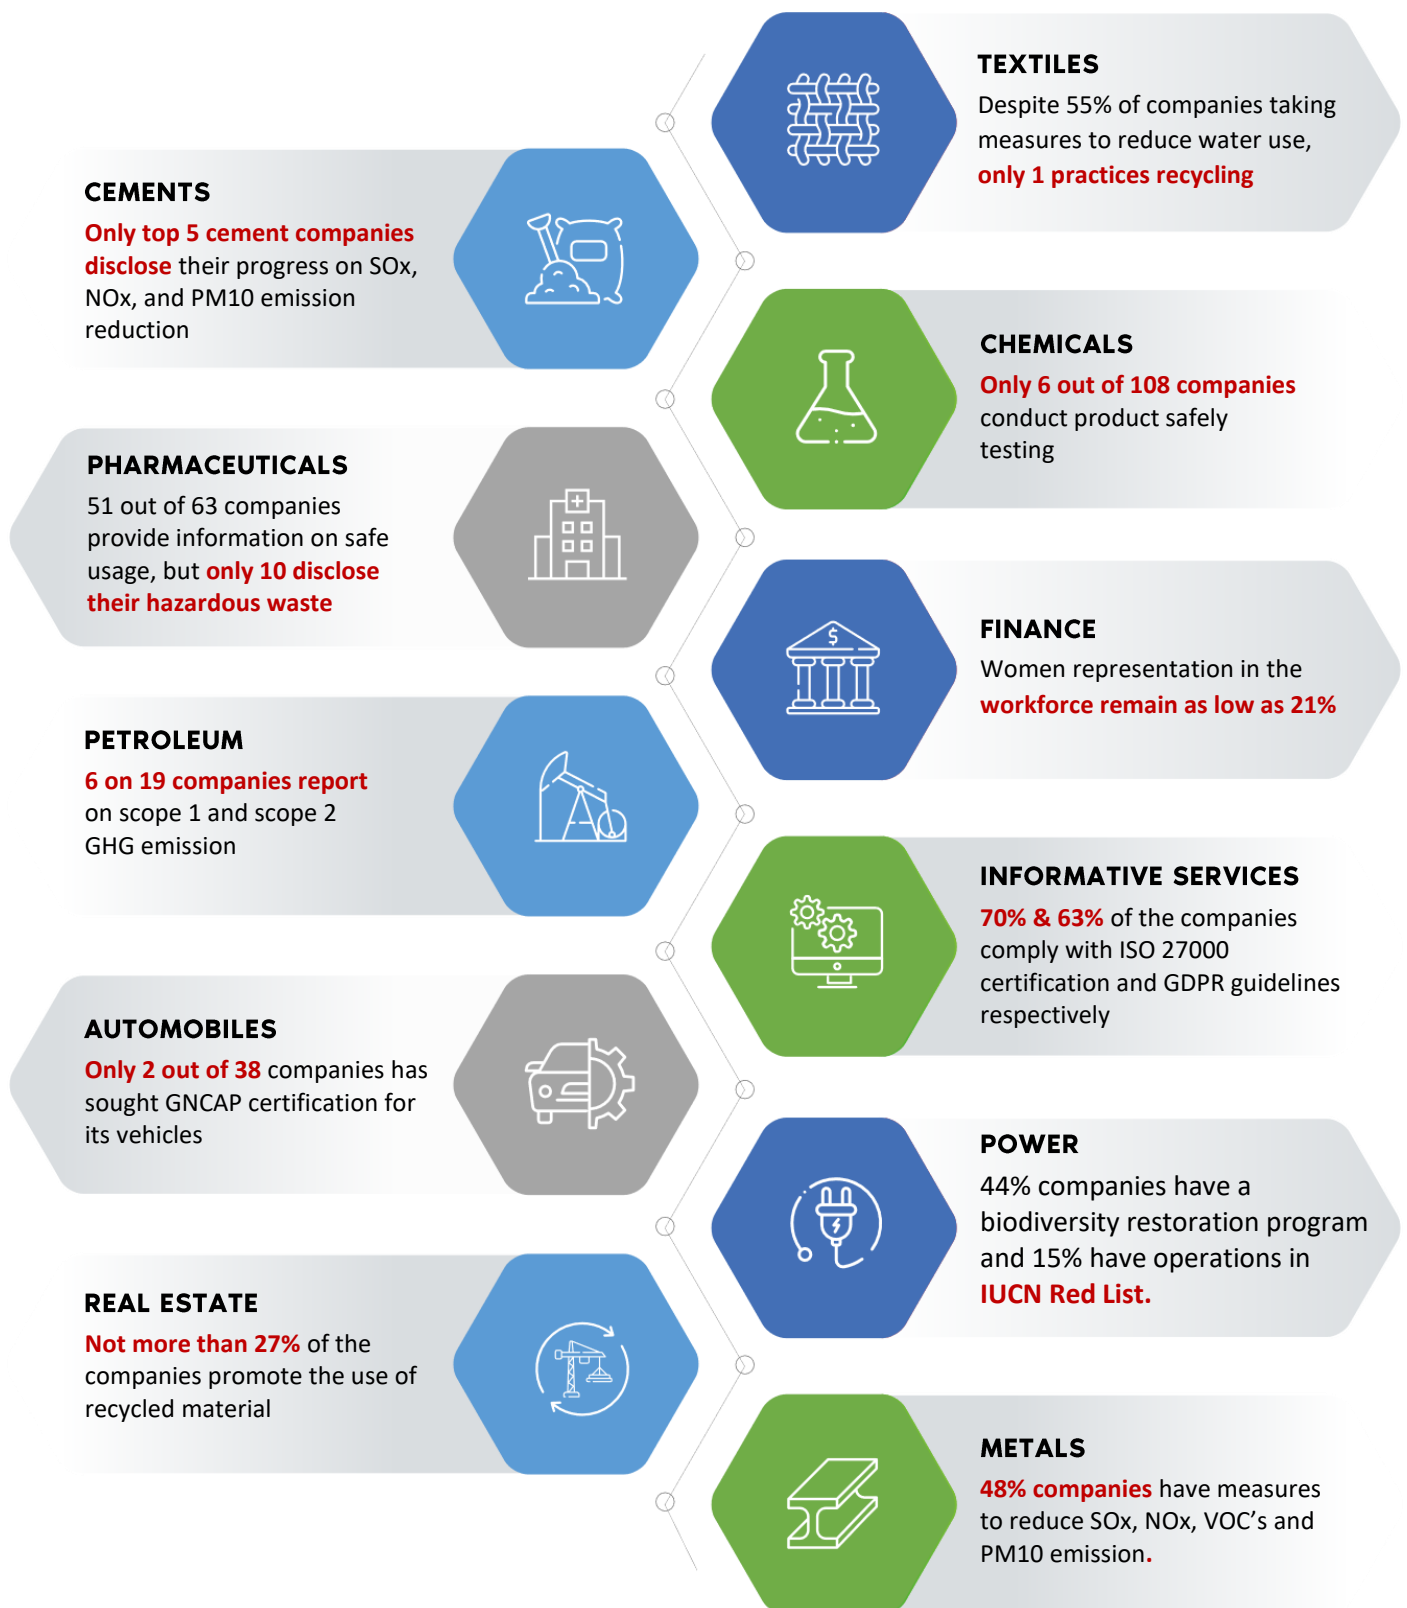 TEXTILES
Despite 55% of companies taking
measures to reduce water use,
only 1 practices recycling
CEMENTS
Only top 5 cement companies
disclose their progress on SOx,
NOx, and PM10 emission
reduction
CHEMICALS
Only 6 out of 108 companies
conduct product safely
testing
PHARMACEUTICALS
51 out of 63 companies
provide information on safe
usage, but only 10 disclose
their hazardous waste
FINANCE
Women representation in the
workforce remain as low as 21%
PETROLEUM
6 on 19 companies report
on scope 1 and scope 2
GHG emission
INFORMATIVE SERVICES
70% & 63% of the companies
comply with ISO 27000
certification and GDPR guidelines
respectively
AUTOMOBILES
Only 2 out of 38 companies has
sought GNCAP certification for
its vehicles
POWER
44% companies have a
biodiversity restoration program
and 15% have operations in
IUCN Red List.
REAL ESTATE
Not more than 27% of the
companies promote the use of
recycled material
METALS
48% companies have measures
to reduce SOx, NOx, VOC’s and
PM10 emission.